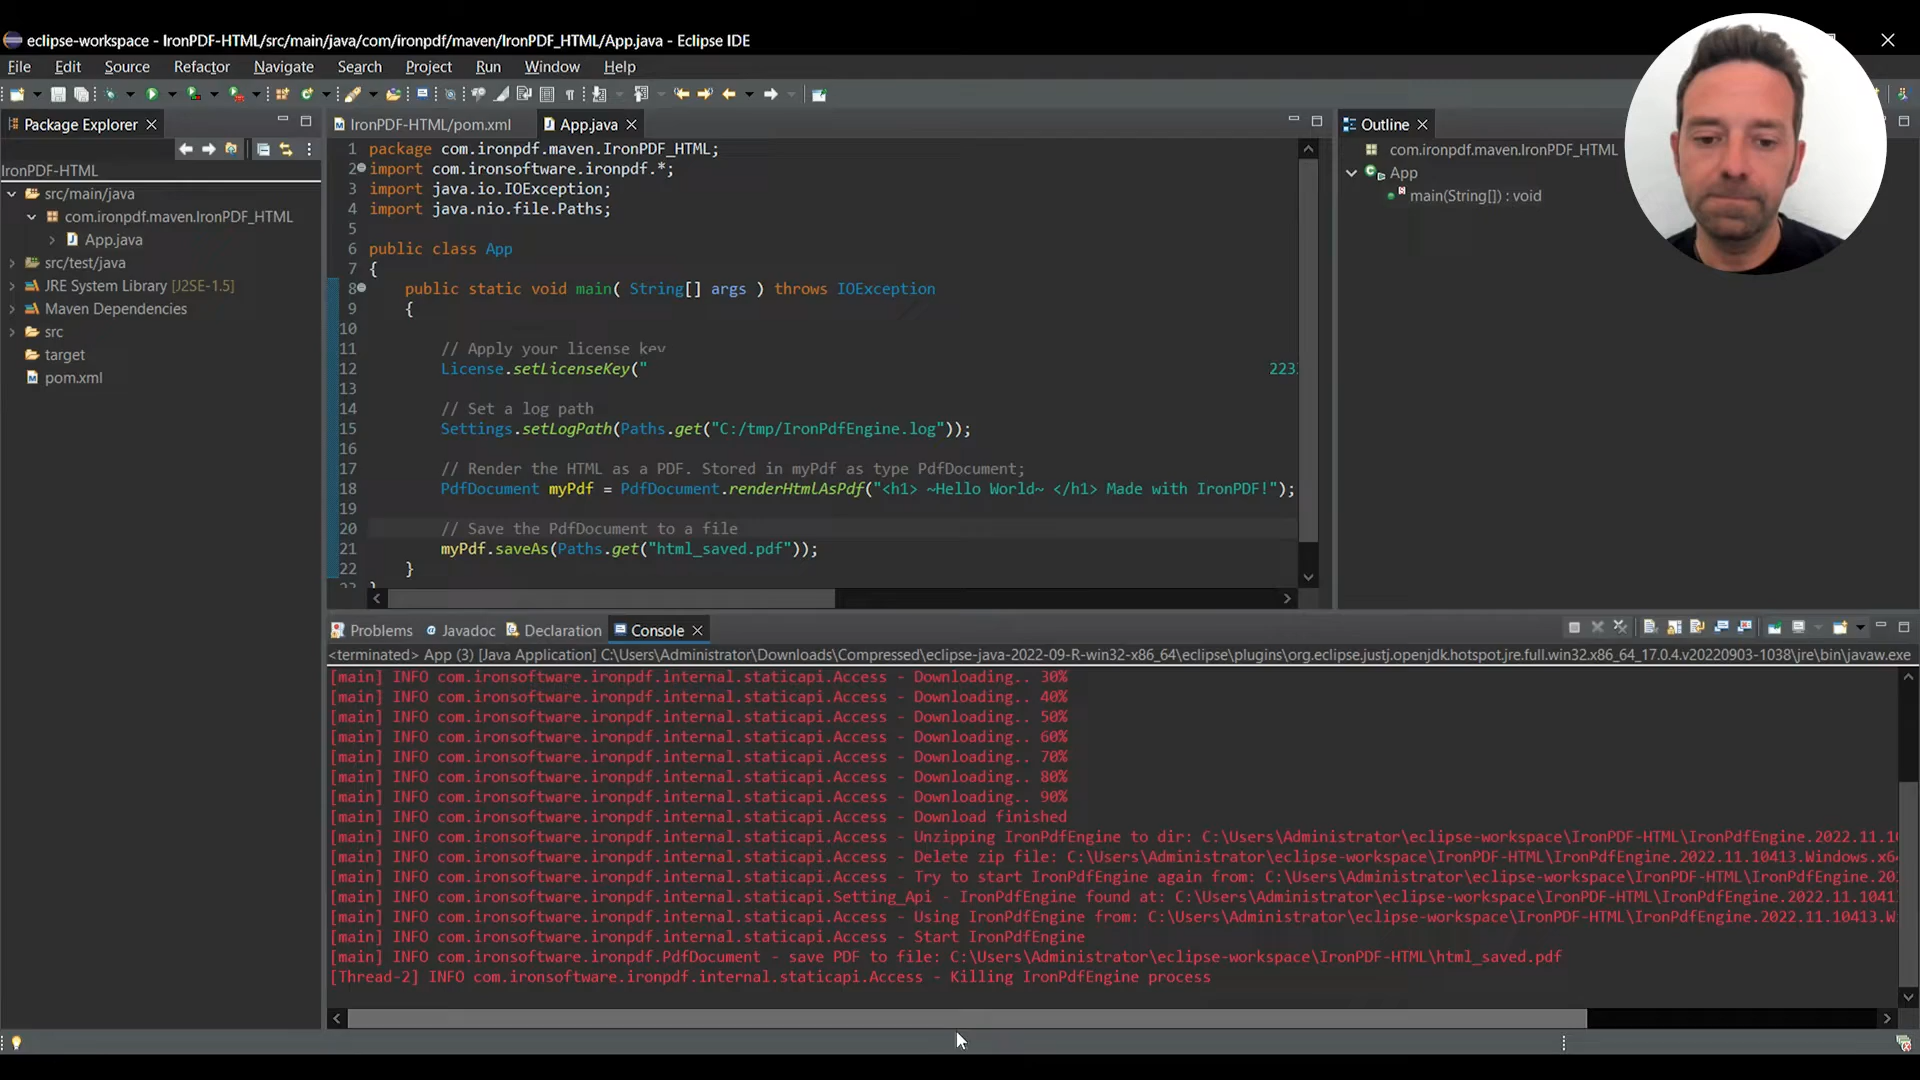 eclipse-workspace - IronPDF-HTML/src/main/java/com/ironpdf/maven/IronPDF_HTML/App.java - Eclipse IDE
File Edit Source Refactor Navigate Search Project Run Window Help
Package Explorer
IronPDF-HTML
src/main/java
com.ironpdf.maven.IronPDF_HTML
App.java
src/test/java
JRE System Library [J2SE-1.5]
Maven Dependencies
src
target
pom.xml
IronPDF-HTML/pom.xml App.java
1 package com.ironpdf.maven.IronPDF_HTML;
2 import com.ironsoftware.ironpdf.*;
3 import java.io.IOException;
4 import java.nio.file.Paths;
5
6 public class App
7 {
8 public static void main( String[] args ) throws IOException
9 {
10
11 // Apply your license key
12 License.setLicenseKey(" 223
13
14 // Set a log path
15 Settings.setLogPath(Paths.get("C:/tmp/IronPdfEngine.log"));
16
17 // Render the HTML as a PDF. Stored in myPdf as type PdfDocument;
18 PdfDocument myPdf = PdfDocument.renderHtmlAsPdf("<h1> ~Hello World~ </h1> Made with IronPDF!");
19
20 // Save the PdfDocument to a file
21 myPdf.saveAs(Paths.get("html_saved.pdf"));
22 }
Outline
com.ironpdf.maven.IronPDF_HTML
App
main(String[]) : void
Problems Javadoc Declaration Console
<terminated> App (3) [Java Application] C:\Users\Administrator\Downloads\Compressed\eclipse-java-2022-09-R-win32-x86_64\eclipse\plugins\org.eclipse.justj.openjdk.hotspot.jre.full.win32.x86_64_17.0.4.v20220903-1038\jre\bin\javaw.exe
[main] INFO com.ironsoftware.ironpdf.internal.staticapi.Access - Downloading.. 30%
[main] INFO com.ironsoftware.ironpdf.internal.staticapi.Access - Downloading.. 40%
[main] INFO com.ironsoftware.ironpdf.internal.staticapi.Access - Downloading.. 50%
[main] INFO com.ironsoftware.ironpdf.internal.staticapi.Access - Downloading.. 60%
[main] INFO com.ironsoftware.ironpdf.internal.staticapi.Access - Downloading.. 70%
[main] INFO com.ironsoftware.ironpdf.internal.staticapi.Access - Downloading.. 80%
[main] INFO com.ironsoftware.ironpdf.internal.staticapi.Access - Downloading.. 90%
[main] INFO com.ironsoftware.ironpdf.internal.staticapi.Access - Download finished
[main] INFO com.ironsoftware.ironpdf.internal.staticapi.Access - Unzipping IronPdfEngine to dir: C:\Users\Administrator\eclipse-workspace\IronPDF-HTML\IronPdfEngine.2022.11.10
[main] INFO com.ironsoftware.ironpdf.internal.staticapi.Access - Delete zip file: C:\Users\Administrator\eclipse-workspace\IronPDF-HTML\IronPdfEngine.2022.11.10413.Windows.x64
[main] INFO com.ironsoftware.ironpdf.internal.staticapi.Access - Try to start IronPdfEngine again from: C:\Users\Administrator\eclipse-workspace\IronPDF-HTML\IronPdfEngine.202
[main] INFO com.ironsoftware.ironpdf.internal.staticapi.Setting_Api - IronPdfEngine found at: C:\Users\Administrator\eclipse-workspace\IronPDF-HTML\IronPdfEngine.2022.11.1041
[main] INFO com.ironsoftware.ironpdf.internal.staticapi.Access - Using IronPdfEngine from: C:\Users\Administrator\eclipse-workspace\IronPDF-HTML\IronPdfEngine.2022.11.10413.W
[main] INFO com.ironsoftware.ironpdf.internal.staticapi.Access - Start IronPdfEngine
[main] INFO com.ironsoftware.ironpdf.PdfDocument - save PDF to file: C:\Users\Administrator\eclipse-workspace\IronPDF-HTML\html_saved.pdf
[Thread-2] INFO com.ironsoftware.ironpdf.internal.staticapi.Access - Killing IronPdfEngine process